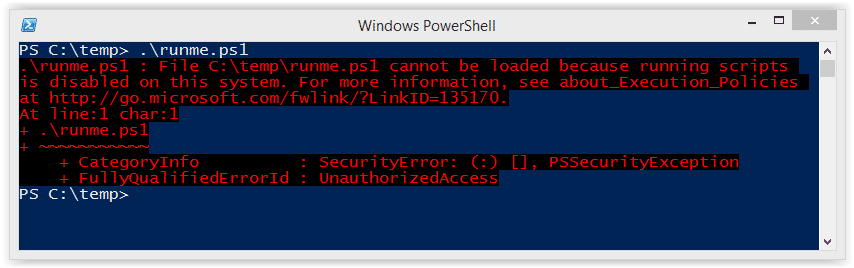 Windows PowerShell
PS C:\temp> .\runme.ps1
.\runme.ps1 : File C:\temp\runme.ps1 cannot be loaded because running scripts
is disabled on this system. For more information, see about_Execution_Policies
at http://go.microsoft.com/fwlink/?LinkID=135170.
At line:1 char:1
+ .\runme.ps1
+ ~~~~~~~~~~~
    + CategoryInfo          : SecurityError: (:) [], PSSecurityException
    + FullyQualifiedErrorId : UnauthorizedAccess
PS C:\temp>